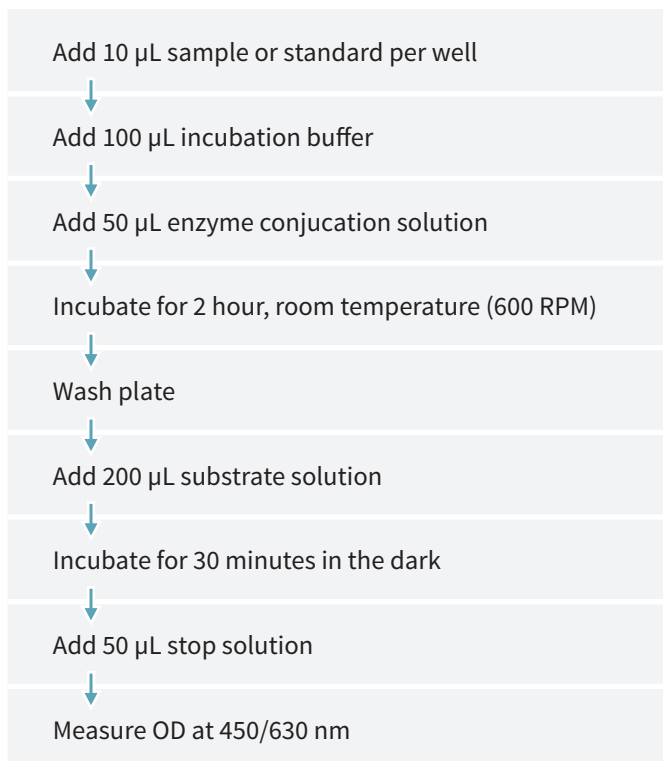 Add 10 µL sample or standard per well
Add 100 µL incubation buffer
Add 50 µL enzyme conjucation solution
Incubate for 2 hour, room temperature (600 RPM)
Wash plate
Add 200 µL substrate solution
Incubate for 30 minutes in the dark
Add 50 µL stop solution
Measure OD at 450/630 nm